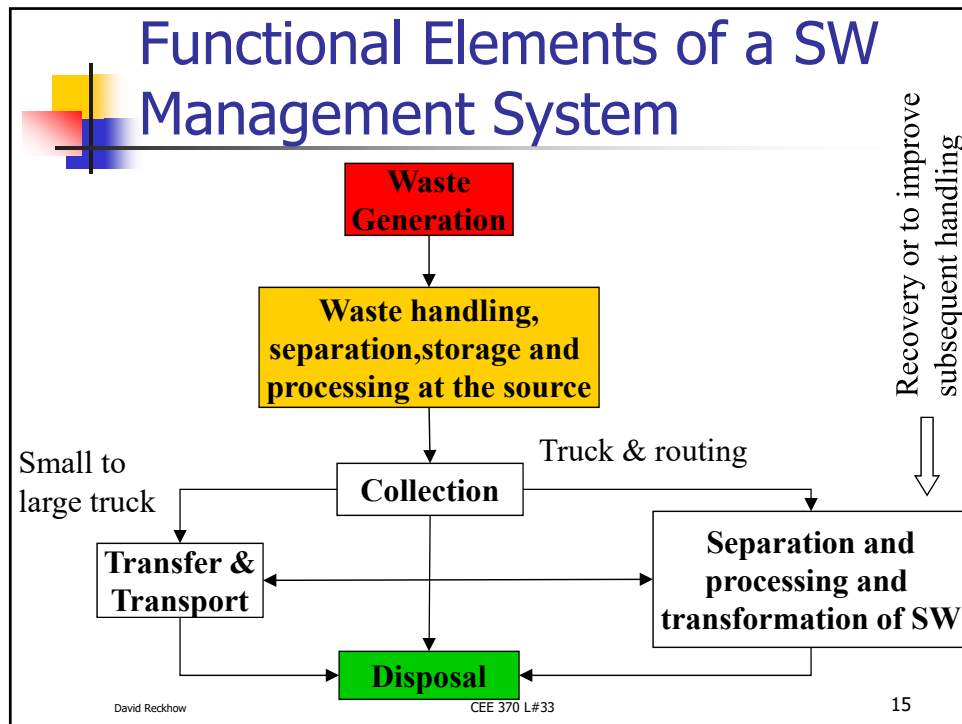 Functional Elements of a SW
Management System
Recovery or to improve
subsequent handling
Waste
Generation
Waste handling,
separation,storage and
processing at the source
Small to
large truck
Truck & routing
Collection
Transfer &
Transport
Separation and
processing and
transformation of SW
Disposal
David Reckhow
CEE 370 L#33
15